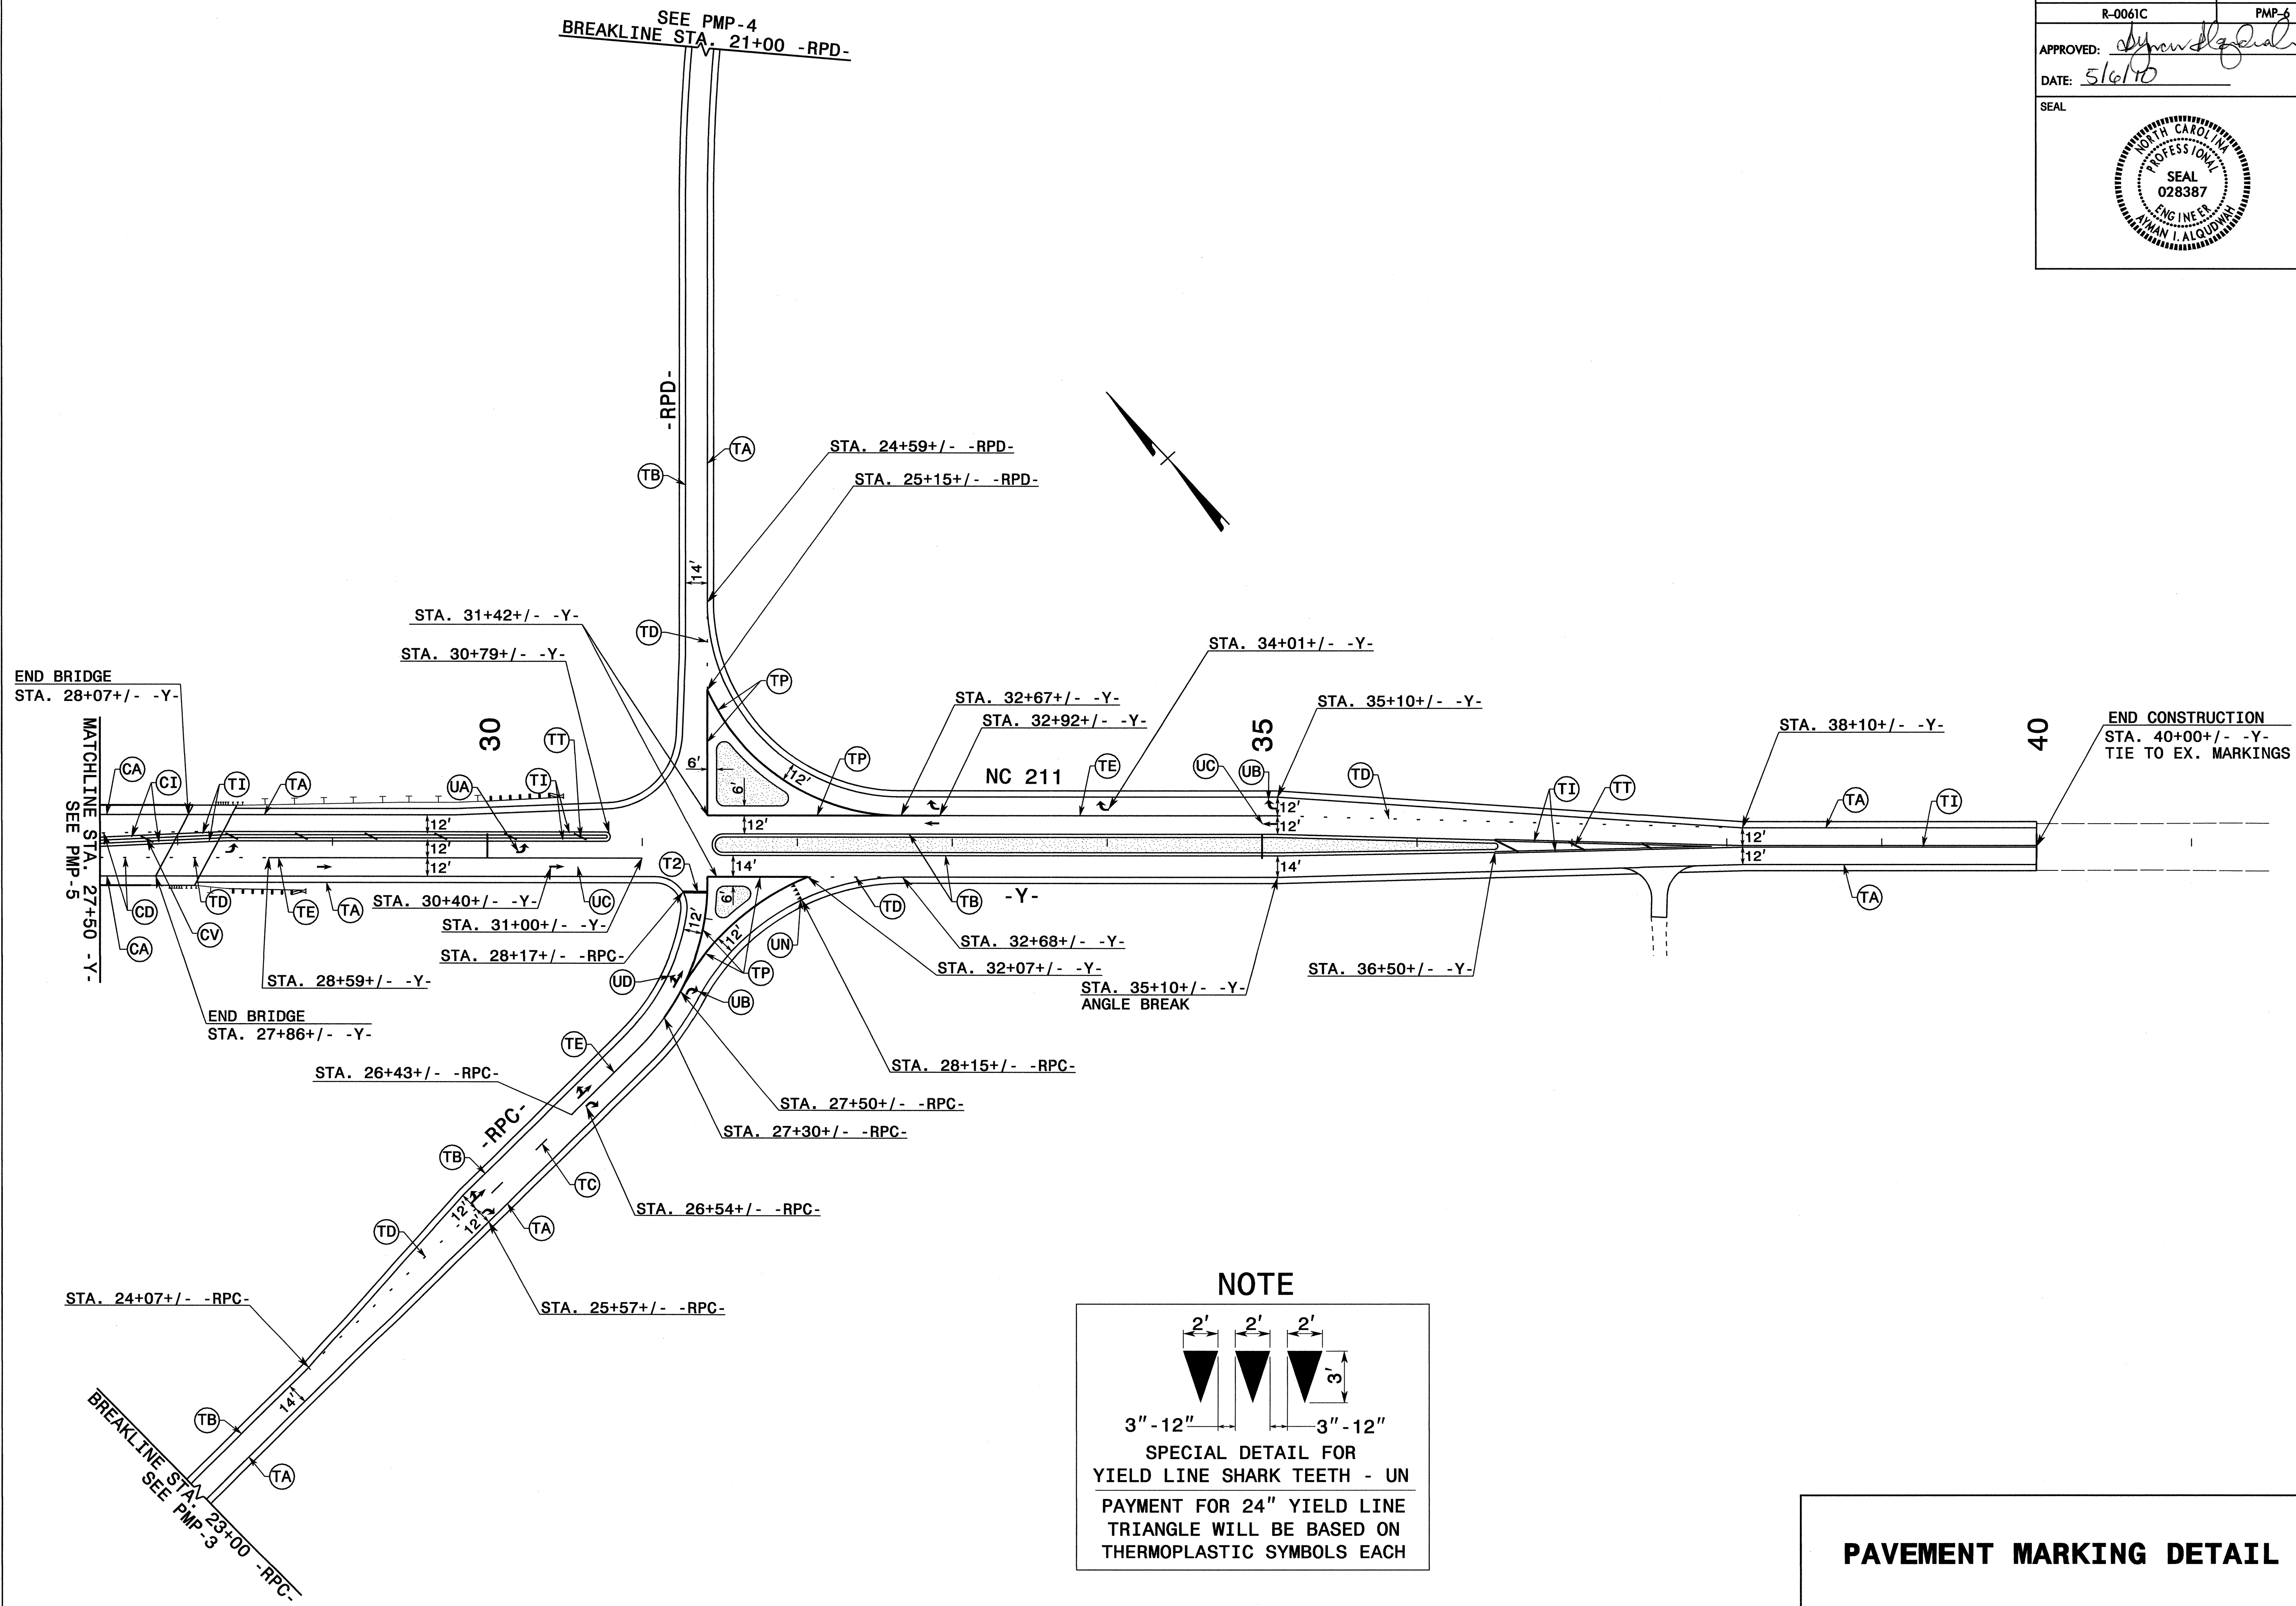 SEE PMP-4
BREAKLINE STA. 21+00 -RPD-
R-0061C
PMP-6
APPROVED:
DATE: 5/6/10
SEAL
NORTH CAROLINA
PROFESSIONAL
SEAL
028387
ENGINEER
AYMAN I. ALQUDWAH
-RPD-
TA
TB
STA. 24+59+/- -RPD-
STA. 25+15+/- -RPD-
14'
STA. 31+42+/- -Y-
TD
STA. 30+79+/- -Y-
STA. 34+01+/- -Y-
END BRIDGE
STA. 28+07+/- -Y-
TP
STA. 32+67+/- -Y-
STA. 32+92+/- -Y-
STA. 35+10+/- -Y-
STA. 38+10+/- -Y-
END CONSTRUCTION
STA. 40+00+/- -Y-
TIE TO EX. MARKINGS
30
35
40
MATCHLINE STA. 27+50 -Y-
SEE PMP-5
CA
CI
TI
TA
UA
TI
TT
6'
6'
12'
TP
NC 211
TE
UC
UB
TD
TI
TT
TA
TI
12'
12'
12'
12'
12'
12'
12'
12'
14'
14'
CD
CA
CV
TD
TE
TA
STA. 30+40+/- -Y-
UC
T2
6'
TD
TB
-Y-
TA
STA. 31+00+/- -Y-
STA. 28+17+/- -RPC-
12'
12'
UN
TP
STA. 32+68+/- -Y-
STA. 32+07+/- -Y-
STA. 36+50+/- -Y-
STA. 28+59+/- -Y-
UD
UB
STA. 35+10+/- -Y-
ANGLE BREAK
END BRIDGE
STA. 27+86+/- -Y-
TE
STA. 26+43+/- -RPC-
STA. 28+15+/- -RPC-
STA. 27+50+/- -RPC-
STA. 27+30+/- -RPC-
-RPC-
TB
TC
STA. 26+54+/- -RPC-
12'
12'
TA
TD
STA. 24+07+/- -RPC-
STA. 25+57+/- -RPC-
14'
TB
TA
BREAKLINE STA. 23+00 -RPC-
SEE PMP-3
NOTE
2' 2' 2'
3'
3"-12" 3"-12"
SPECIAL DETAIL FOR
YIELD LINE SHARK TEETH - UN
PAYMENT FOR 24" YIELD LINE
TRIANGLE WILL BE BASED ON
THERMOPLASTIC SYMBOLS EACH
PAVEMENT MARKING DETAIL